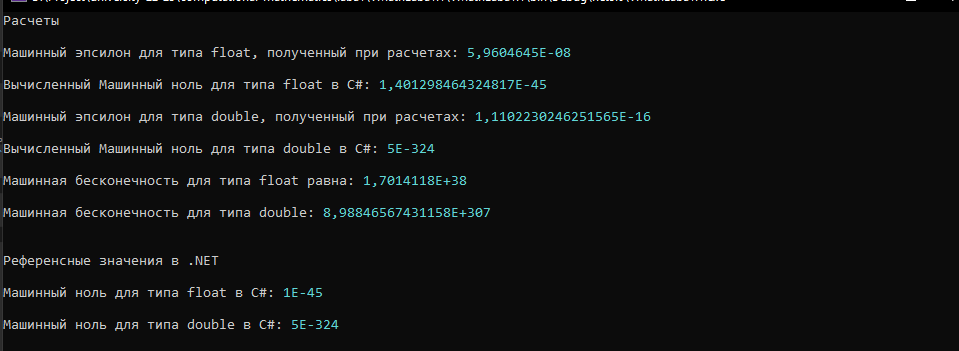 Расчеты
Машинный эпсилон для типа float, полученный при расчетах: 5,9604645E-08
Вычисленный Машинный ноль для типа float в C#: 1,401298464324817E-45
Машинный эпсилон для типа double, полученный при расчетах: 1,1102230246251565E-16
Вычисленный Машинный ноль для типа double в C#: 5E-324
Машинная бесконечность для типа float равна: 1,7014118E+38
Машинная бесконечность для типа double: 8,98846567431158E+307
Референсные значения в .NET
Машинный ноль для типа float в C#: 1E-45
Машинный ноль для типа double в C#: 5E-324